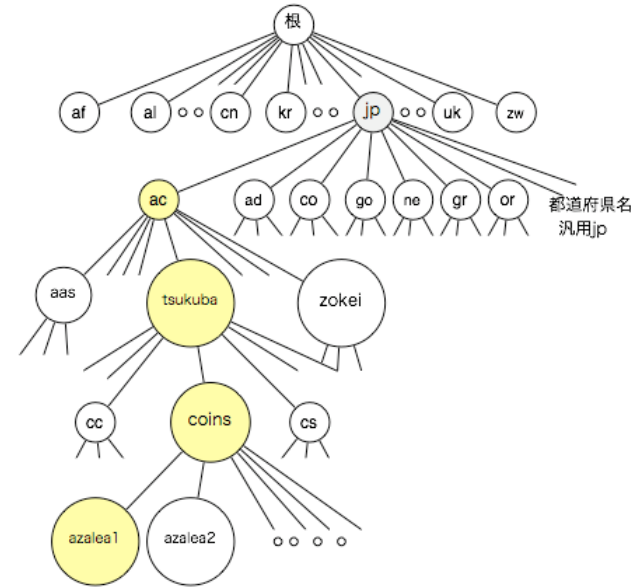 根
af
al
cn
kr
jp
uk
zw
ac
ad
co
go
ne
gr
or
都道府県名
汎用jp
aas
tsukuba
zokei
cc
coins
cs
azalea1
azalea2